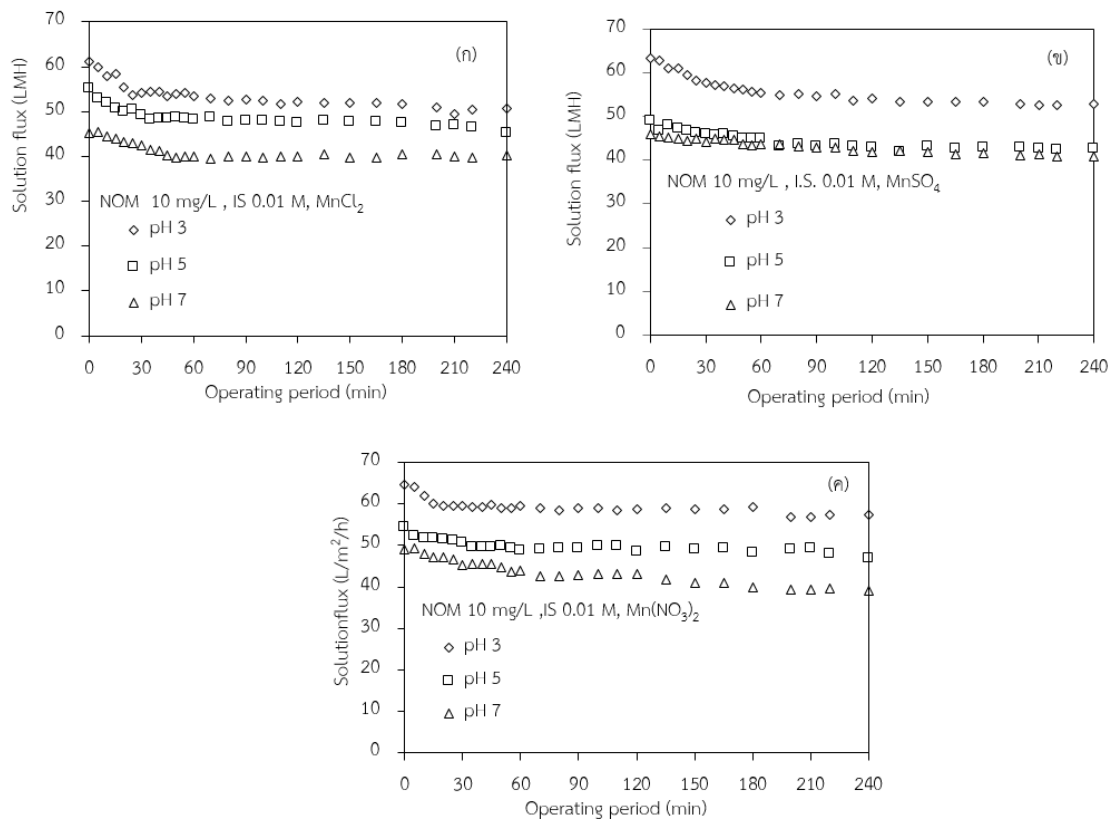 (ก)
70
60
50
40
30
20
10
0
Solution flux (LMH)
NOM 10 mg/L , IS 0.01 M, MnCl2
pH 3
pH 5
pH 7
0 30 60 90 120 150 180 210 240
Operating period (min)
(ข)
70
60
50
40
30
20
10
0
Solution flux (LMH)
NOM 10 mg/L , I.S. 0.01 M, MnSO4
pH 3
pH 5
pH 7
0 30 60 90 120 150 180 210 240
Operating period (min)
(ค)
70
60
50
40
30
20
10
0
Solutionflux (L/m²/h)
NOM 10 mg/L ,IS 0.01 M, Mn(NO3)2
pH 3
pH 5
pH 7
0 30 60 90 120 150 180 210 240
Operating period (min)